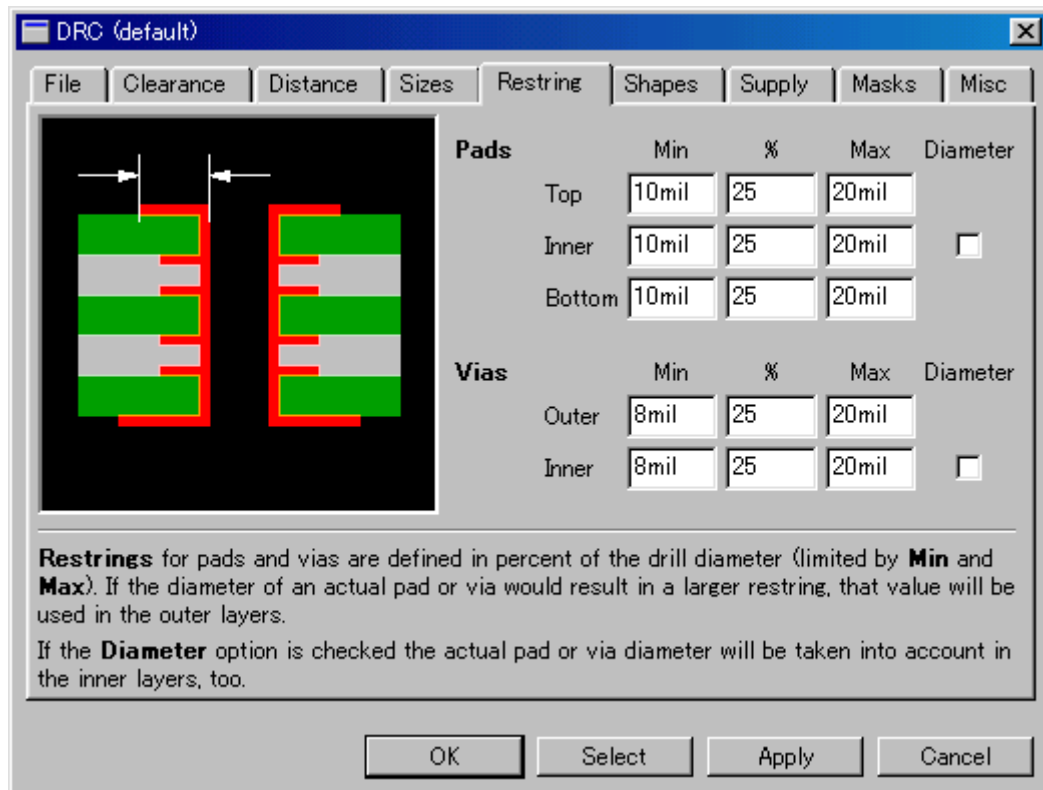 DRC (default)
File Clearance Distance Sizes Restring Shapes Supply Masks Misc
Pads Min % Max Diameter
Top 10mil 25 20mil
Inner 10mil 25 20mil
Bottom 10mil 25 20mil
Vias Min % Max Diameter
Outer 8mil 25 20mil
Inner 8mil 25 20mil
Restrings for pads and vias are defined in percent of the drill diameter (limited by Min and
Max). If the diameter of an actual pad or via would result in a larger restring, that value will be
used in the outer layers.
If the Diameter option is checked the actual pad or via diameter will be taken into account in
the inner layers, too.
OK Select Apply Cancel